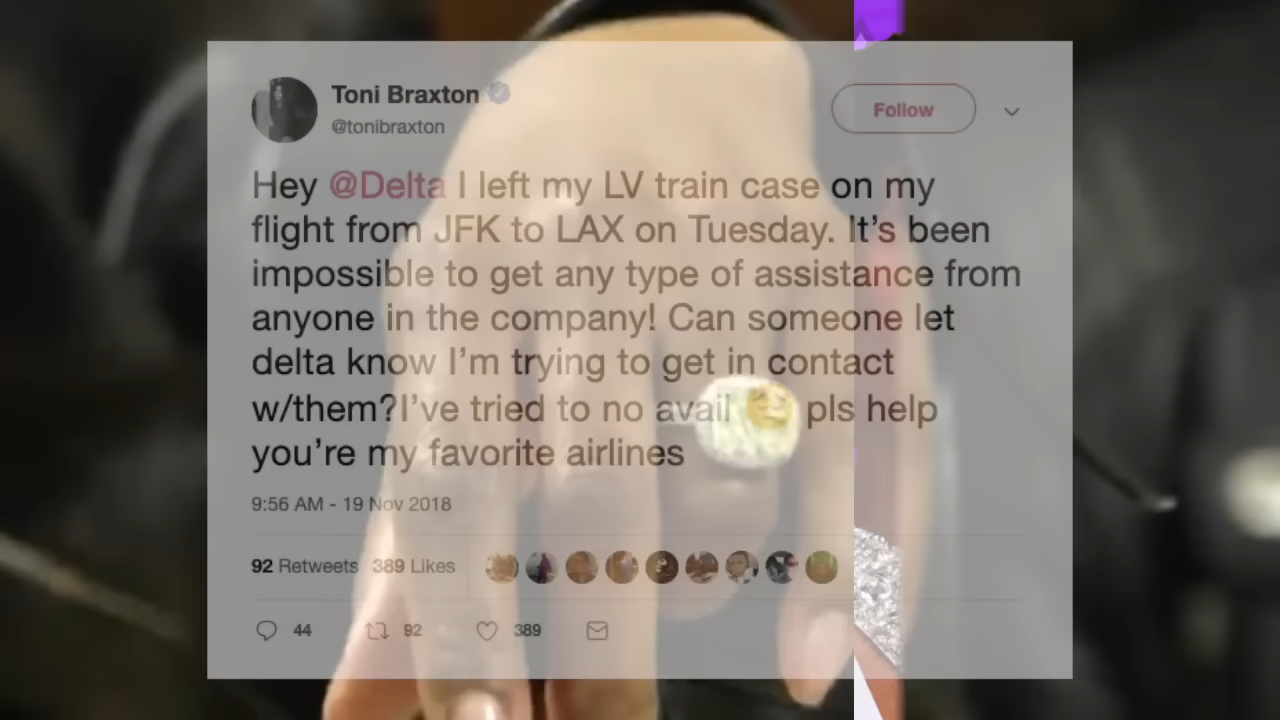 Toni Braxton
@tonibraxton
Follow
Hey @Delta I left my LV train case on my
flight from JFK to LAX on Tuesday. It’s been
impossible to get any type of assistance from
anyone in the company! Can someone let
delta know I’m trying to get in contact
w/them?I’ve tried to no avail 😩 pls help
you’re my favorite airlines
9:56 AM - 19 Nov 2018
92 Retweets 389 Likes
44 92 389